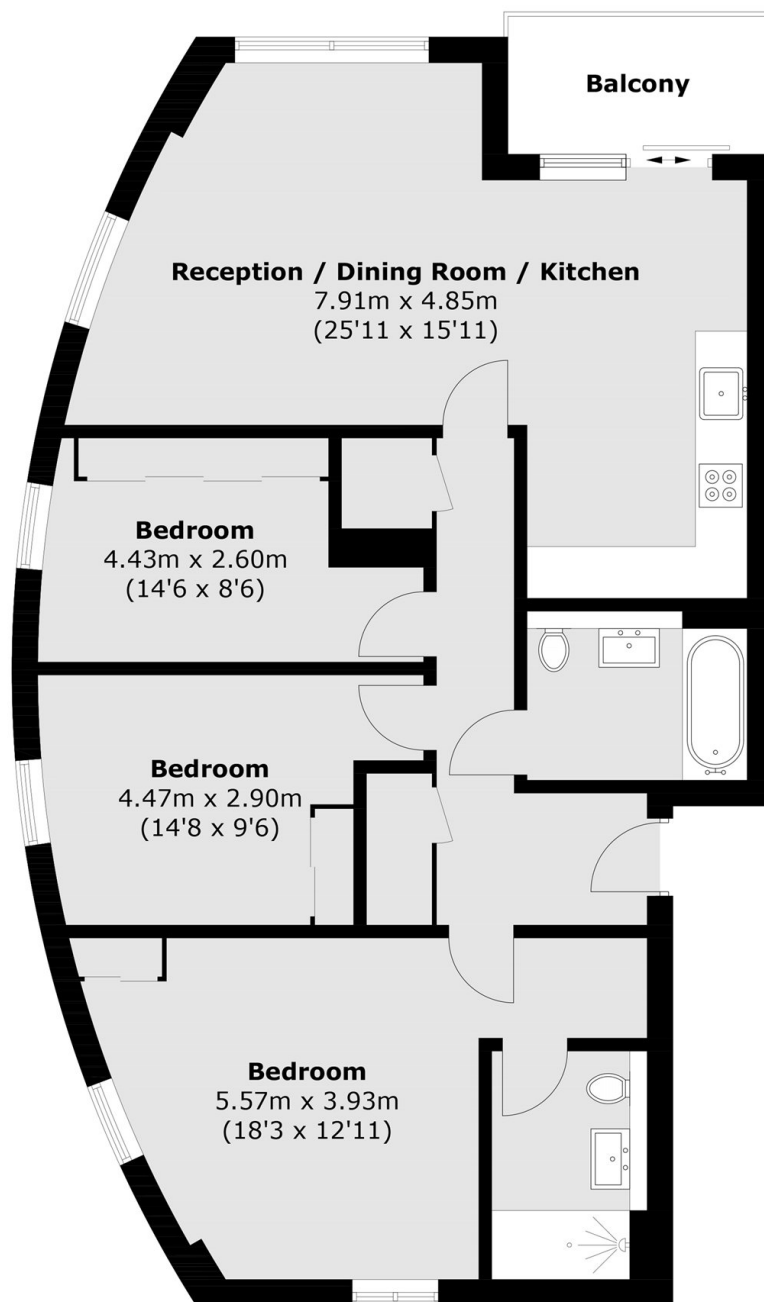 Balcony
Reception / Dining Room / Kitchen
7.91m x 4.85m
(25'11 x 15'11)
Bedroom
4.43m x 2.60m
(14'6 x 8'6)
Bedroom
4.47m x 2.90m
(14'8 x 9'6)
Bedroom
5.57m x 3.93m
(18'3 x 12'11)